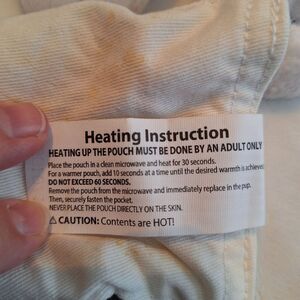 Heating Instruction
HEATING UP THE POUCH MUST BE DONE BY AN ADULT ONLY
Place the pouch in a clean microwave and heat for 30 seconds.
For a warmer pouch, add 10 seconds at a time until the desired warmth is achieved
DO NOT EXCEED 60 SECONDS.
Remove the pouch from the microwave and immediately replace in the pup.
Then, securely fasten the pocket.
NEVER PLACE THE POUCH DIRECTLY ON THE SKIN.
⚠ CAUTION: Contents are HOT!